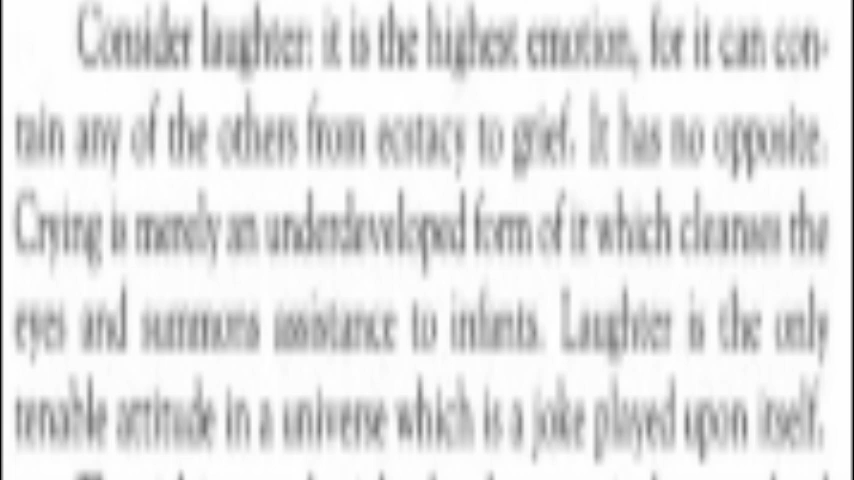 Consider laughter: it is the highest emotion, for it can con-
tain any of the others from ecstacy to grief. It has no opposite.
Crying is merely an underdeveloped form of it which cleanses the
eyes and summons assistance to infants. Laughter is the only
tenable attitude in a universe which is a joke played upon itself.